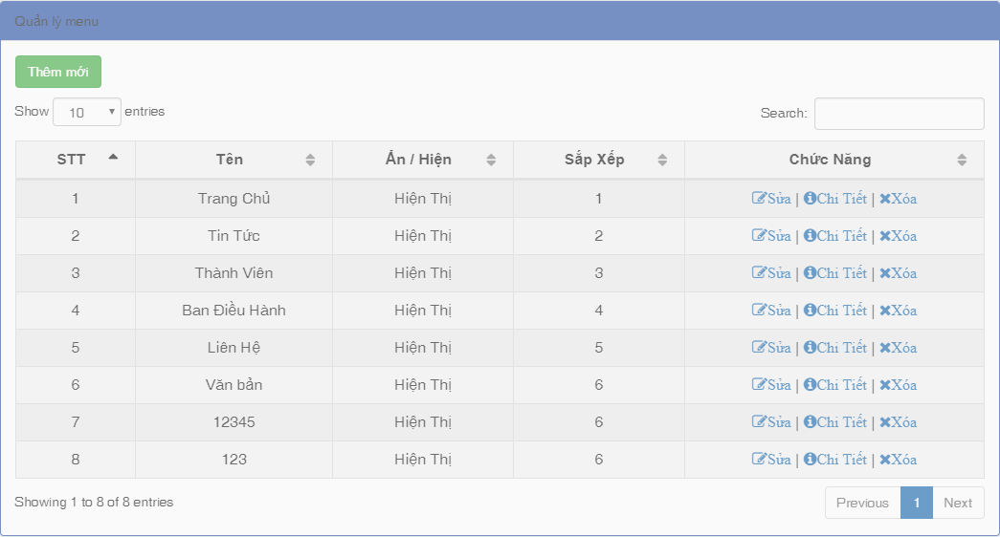 Quản lý menu
Thêm mới
Show 10 entries
Search:
STT Tên Ẩn / Hiện Sắp Xếp Chức Năng
1 Trang Chủ Hiện Thị 1 Sửa | Chi Tiết | Xóa
2 Tin Tức Hiện Thị 2 Sửa | Chi Tiết | Xóa
3 Thành Viên Hiện Thị 3 Sửa | Chi Tiết | Xóa
4 Ban Điều Hành Hiện Thị 4 Sửa | Chi Tiết | Xóa
5 Liên Hệ Hiện Thị 5 Sửa | Chi Tiết | Xóa
6 Văn bản Hiện Thị 6 Sửa | Chi Tiết | Xóa
7 12345 Hiện Thị 6 Sửa | Chi Tiết | Xóa
8 123 Hiện Thị 6 Sửa | Chi Tiết | Xóa
Showing 1 to 8 of 8 entries
Previous 1 Next